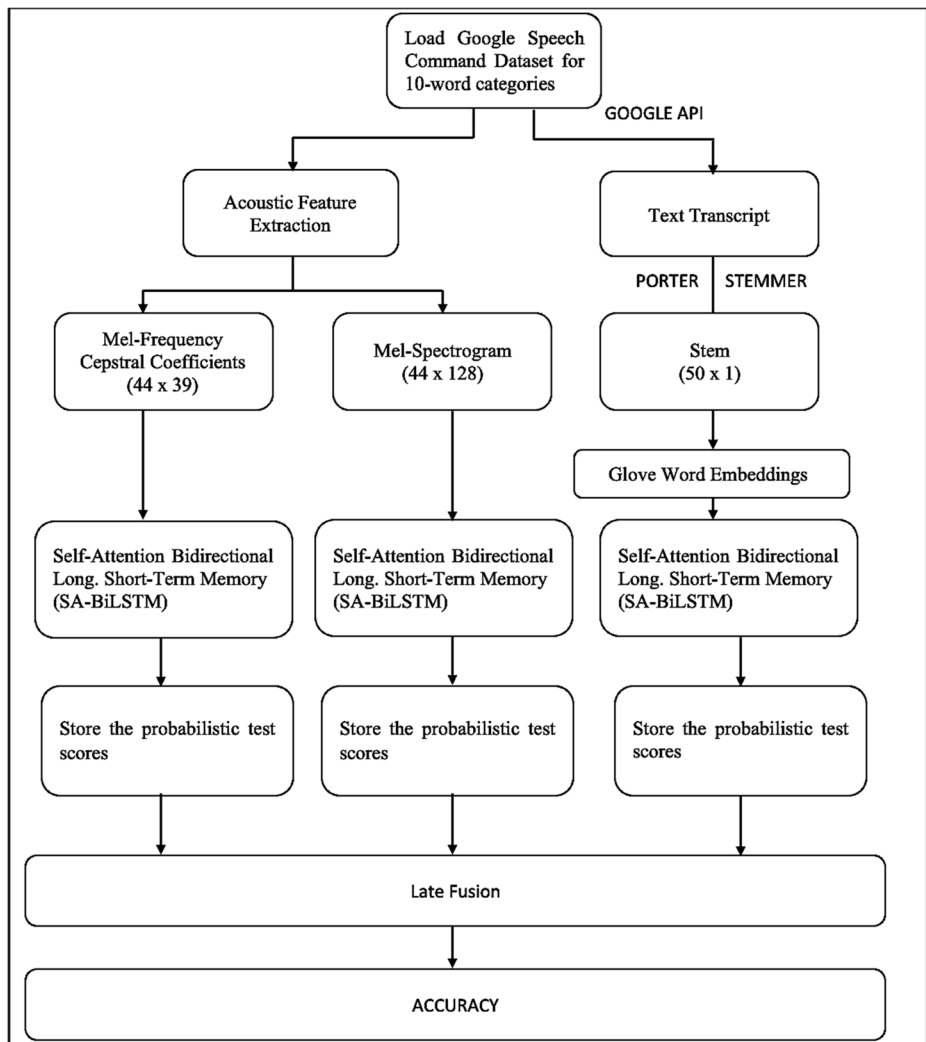 Load Google Speech
Command Dataset for
10-word categories
GOOGLE API
Acoustic Feature
Extraction
Text Transcript
PORTER STEMMER
Mel-Frequency
Cepstral Coefficients
(44 x 39)
Mel-Spectrogram
(44 x 128)
Stem
(50 x 1)
Glove Word Embeddings
Self-Attention Bidirectional
Long. Short-Term Memory
(SA-BiLSTM)
Self-Attention Bidirectional
Long. Short-Term Memory
(SA-BiLSTM)
Self-Attention Bidirectional
Long. Short-Term Memory
(SA-BiLSTM)
Store the probabilistic test
scores
Store the probabilistic test
scores
Store the probabilistic test
scores
Late Fusion
ACCURACY